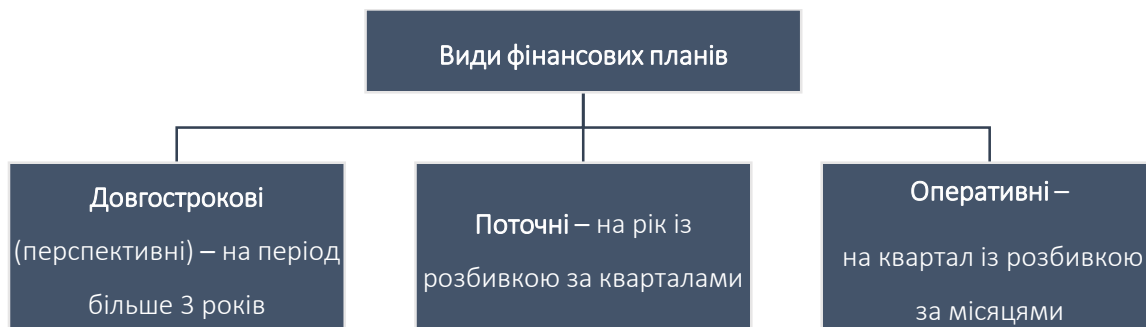 Види фінансових планів
Довгострокові
(перспективні) – на період
більше 3 років
Поточні – на рік із
розбивкою за кварталами
Оперативні –
на квартал із розбивкою
за місяцями